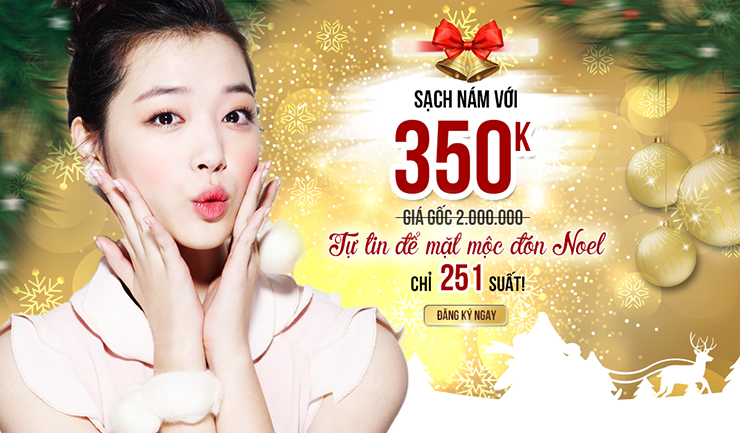 SẠCH NÁM VỚI
350K
GIÁ GỐC 2.000.000
Tự tin để mặt mộc đón Noel
CHỈ 251 SUẤT!
ĐĂNG KÝ NGAY